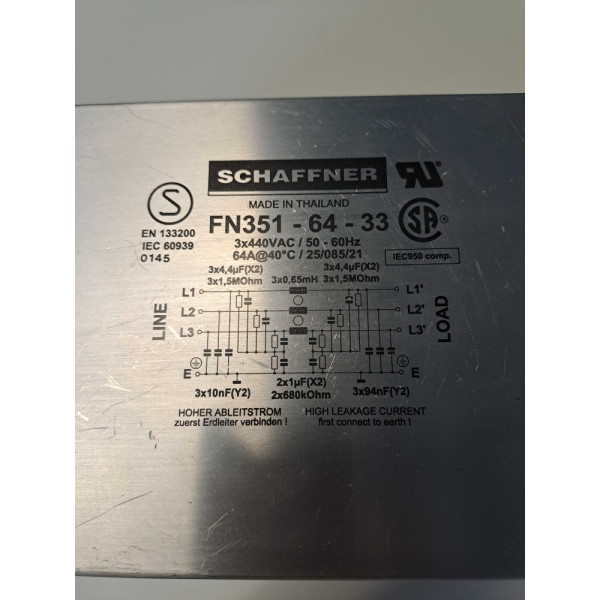 SCHAFFNER
MADE IN THAILAND
FN351 - 64 - 33
3x440VAC / 50 - 60Hz
64A@40°C / 25/085/21
S
EN 133200
IEC 60939
0145
RU
SA
IEC950 comp.
3x4,4µF(X2)
3x1,5MOhm
3x0,65mH
3x4,4µF(X2)
3x1,5MOhm
LINE
L1
L2
L3
E
L1'
L2'
L3'
E
LOAD
3x10nF(Y2)
2x1µF(X2)
2x680kOhm
3x94nF(Y2)
HOHER ABLEITSTROM
zuerst Erdleiter verbinden !
HIGH LEAKAGE CURRENT
first connect to earth !